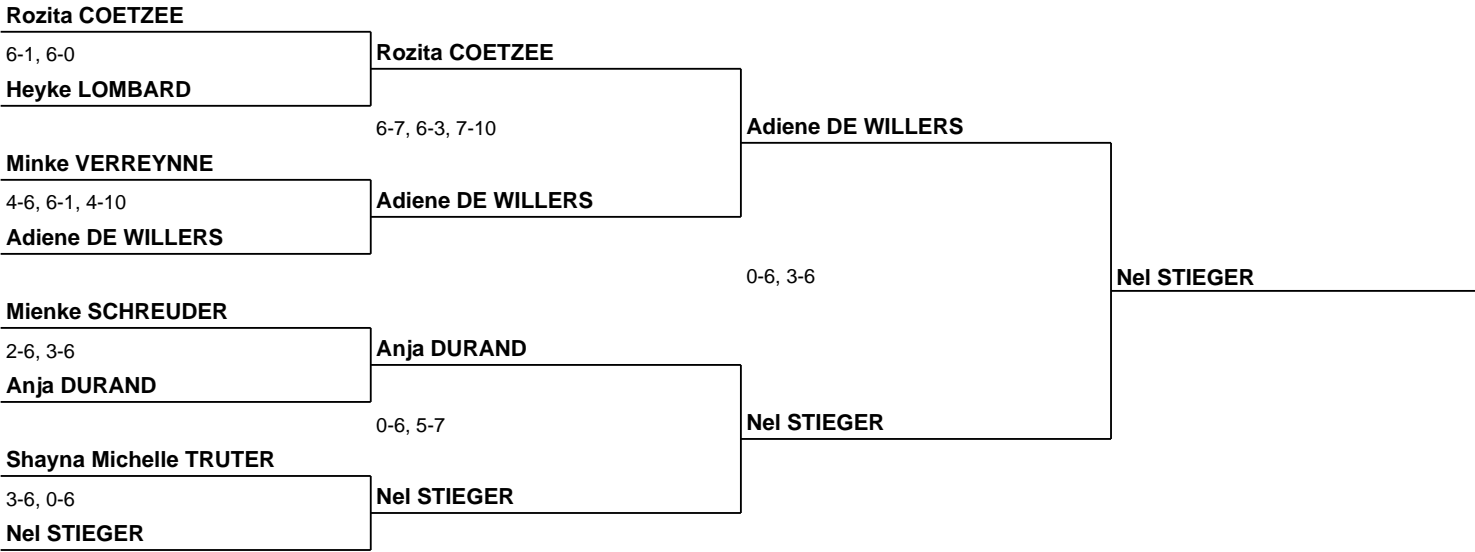 Rozita COETZEE
6-1, 6-0
Rozita COETZEE
Heyke LOMBARD
6-7, 6-3, 7-10
Adiene DE WILLERS
Minke VERREYNNE
4-6, 6-1, 4-10
Adiene DE WILLERS
Adiene DE WILLERS
0-6, 3-6
Nel STIEGER
Mienke SCHREUDER
2-6, 3-6
Anja DURAND
Anja DURAND
0-6, 5-7
Nel STIEGER
Shayna Michelle TRUTER
3-6, 0-6
Nel STIEGER
Nel STIEGER